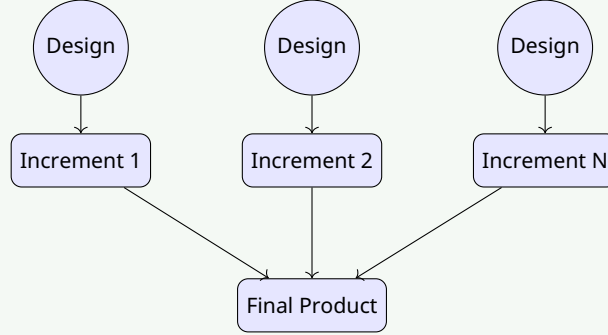 Design
Design
Design
Increment 1
Increment 2
Increment N
Final Product